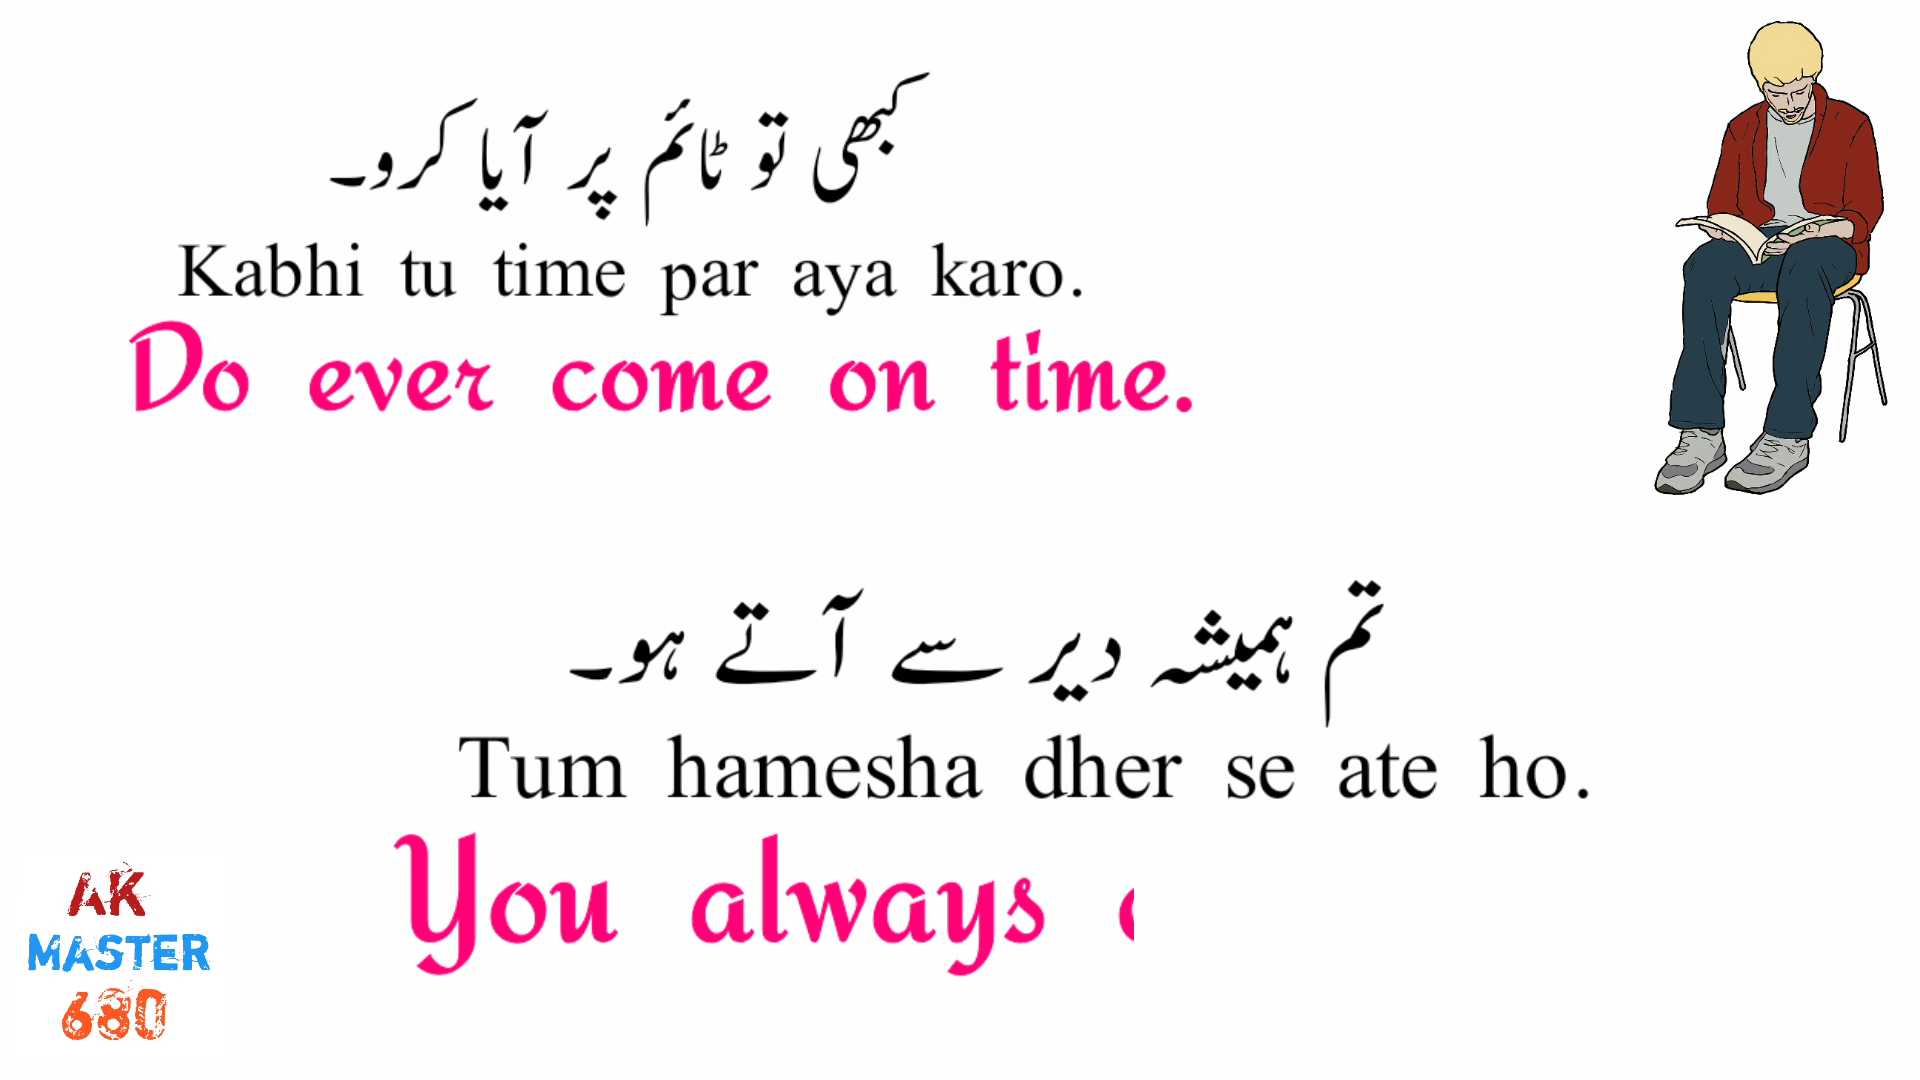 کبھی تو ٹائم پر آیا کرو۔
Kabhi tu time par aya karo.
Do ever come on time.
تم ہمیشہ دیر سے آتے ہو۔
Tum hamesha dher se ate ho.
You always
AK
MASTER
680